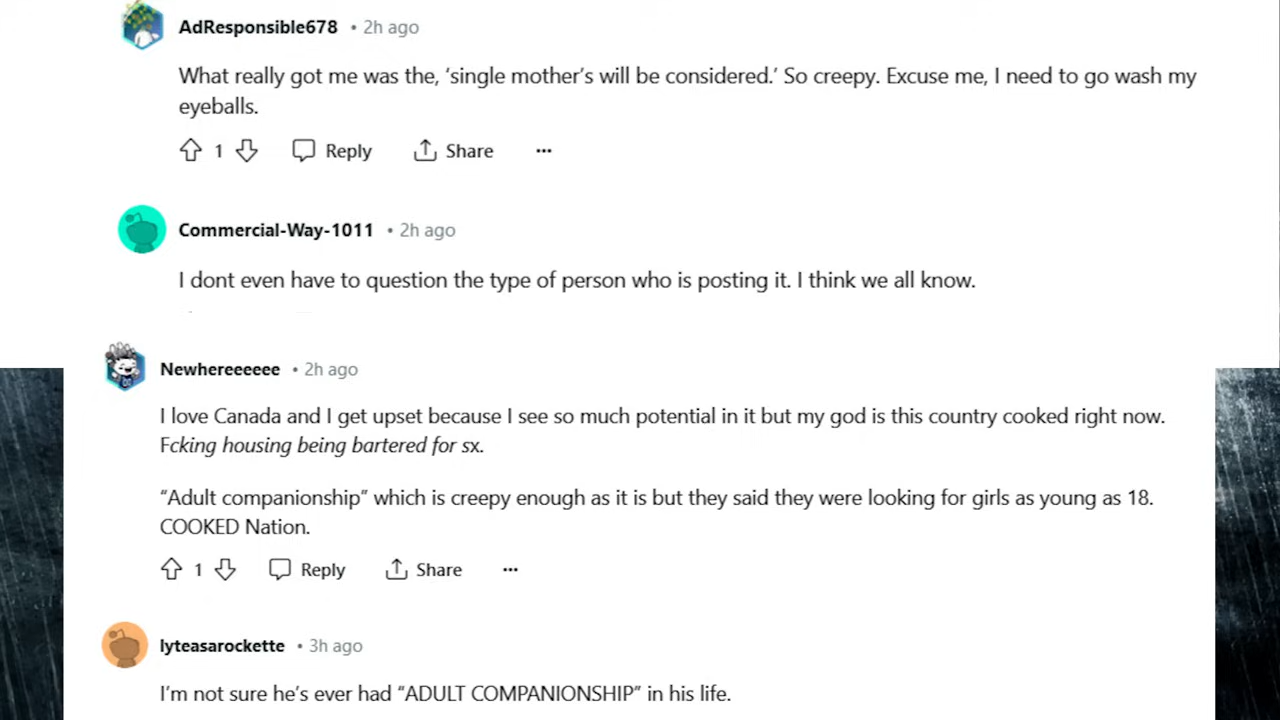 AdResponsible678 • 2h ago
What really got me was the, ‘single mother’s will be considered.’ So creepy. Excuse me, I need to go wash my
eyeballs.
1 Reply Share ...
Commercial-Way-1011 • 2h ago
I dont even have to question the type of person who is posting it. I think we all know.
Newhereeeeee • 2h ago
I love Canada and I get upset because I see so much potential in it but my god is this country cooked right now.
Fcking housing being bartered for sx.
“Adult companionship” which is creepy enough as it is but they said they were looking for girls as young as 18.
COOKED Nation.
1 Reply Share ...
lyteasarockette • 3h ago
I’m not sure he’s ever had “ADULT COMPANIONSHIP” in his life.